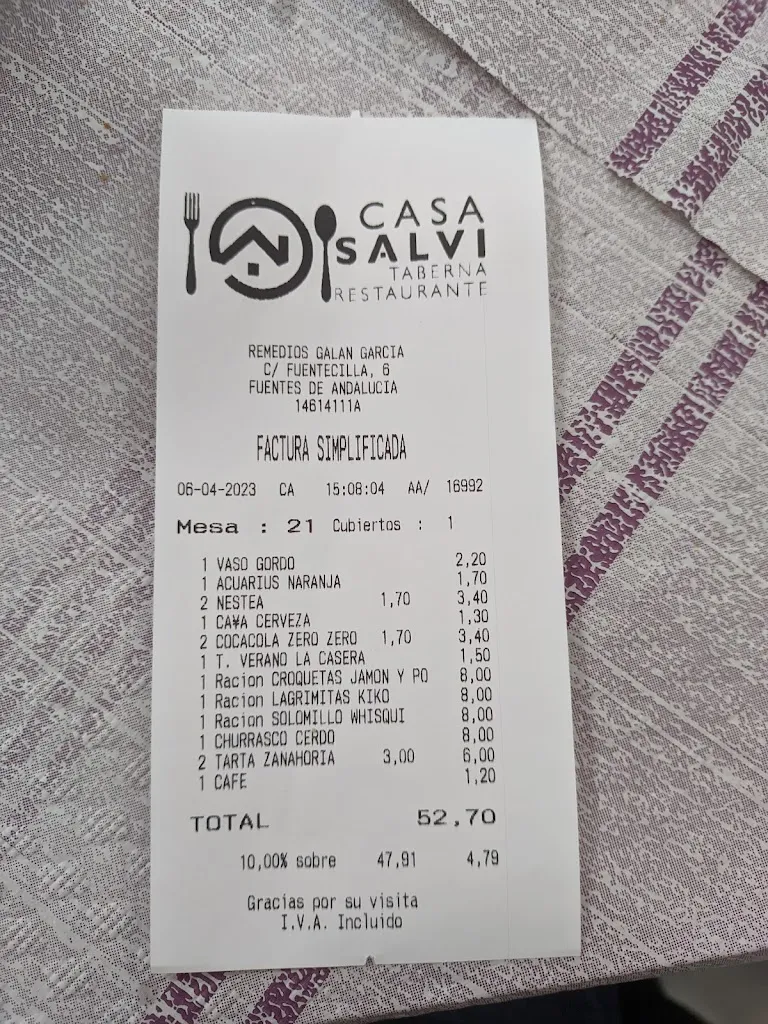 CASA
SALVI
TABERNA
RESTAURANTE
REMEDIOS GALAN GARCIA
C/ FUENTECILLA, 6
FUENTES DE ANDALUCIA
14614111A
FACTURA SIMPLIFICADA
06-04-2023 CA 15:08:04 AA/ 16992
Mesa : 21 Cubiertos : 1
1 VASO GORDO 2,20
1 ACUARIUS NARANJA 1,70
2 NESTEA 1,70 3,40
1 CA¥A CERVEZA 1,30
2 COCACOLA ZERO ZERO 1,70 3,40
1 T. VERANO LA CASERA 1,50
1 Racion CROQUETAS JAMON Y PO 8,00
1 Racion LAGRIMITAS KIKO 8,00
1 Racion SOLOMILLO WHISQUI 8,00
1 CHURRASCO CERDO 8,00
2 TARTA ZANAHORIA 3,00 6,00
1 CAFE 1,20
TOTAL 52,70
10,00% sobre 47,91 4,79
Gracias por su visita
I.V.A. Incluido